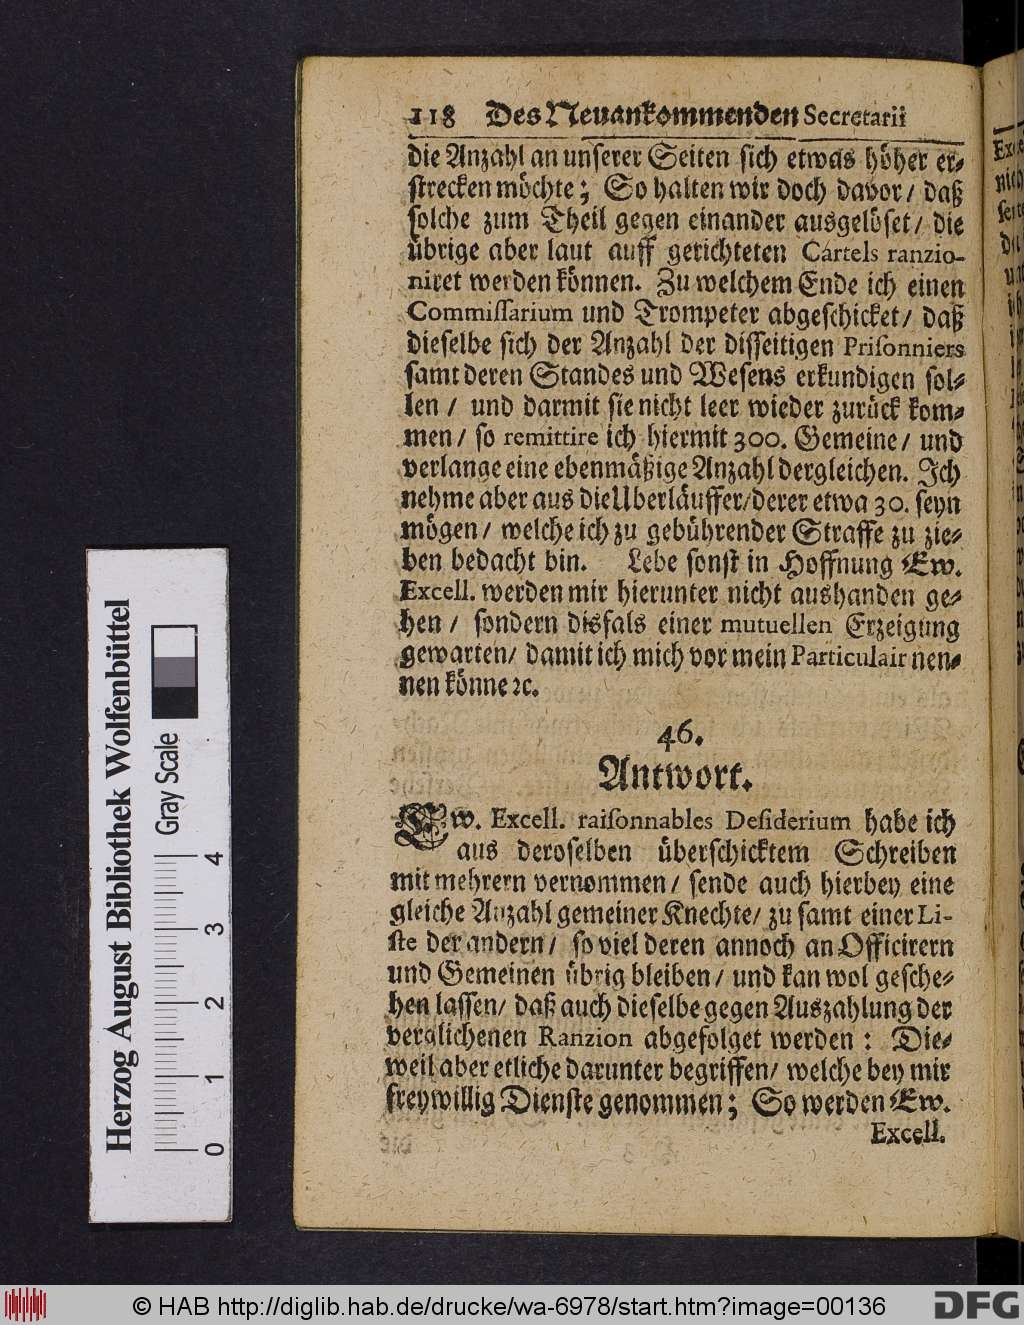 118 Des Neuankommenden Secretarii
die Anzahl an unserer Seiten sich etwas höher er-
strecken möchte; So halten wir doch davor/ daß
solche zum Theil gegen einander ausgelöset/ die
übrige aber laut auff gerichteten Cartels ranzio-
niret werden können. Zu welchem Ende ich einen
Commissarium und Trompeter abgeschicket/ daß
dieselbe sich der Anzahl der disseitigen Prisonniers
samt deren Standes und Wesens erkundigen sol-
len / und darmit sie nicht leer wieder zurück kom-
men/ so remittire ich hiermit 300. Gemeine/ und
verlange eine ebenmäßige Anzahl dergleichen. Ich
nehme aber aus die Uberläuffer/ derer etwa 30. seyn
mögen/ welche ich zu gebührender Straffe zu zie-
hen bedacht bin. Lebe sonst in Hoffnung Ew.
Excell. werden mir hierunter nicht aushanden ge-
hen / sondern disfals einer mutuellen Erzeigung
gewarten/ damit ich mich vor mein Particulair nen-
nen könne ꝛc.
46.
Antwort.
Ew. Excell. raisonnables Desiderium habe ich
aus deroselben überschicktem Schreiben
mit mehrern vernommen/ sende auch hierbey eine
gleiche Anzahl gemeiner Knechte/ zu samt einer Li-
ste der andern/ so viel deren annoch an Officirern
und Gemeinen übrig bleiben/ und kan wol gesche-
hen lassen/ daß auch dieselbe gegen Auszahlung der
verglichenen Ranzion abgefolget werden : Die-
weil aber etliche darunter begriffen/ welche bey mir
freywillig Dienste genommen; So werden Ew.
Excell.
Herzog August Bibliothek Wolfenbüttel
Gray Scale
0 1 2 3 4
© HAB http://diglib.hab.de/drucke/wa-6978/start.htm?image=00136
DFG